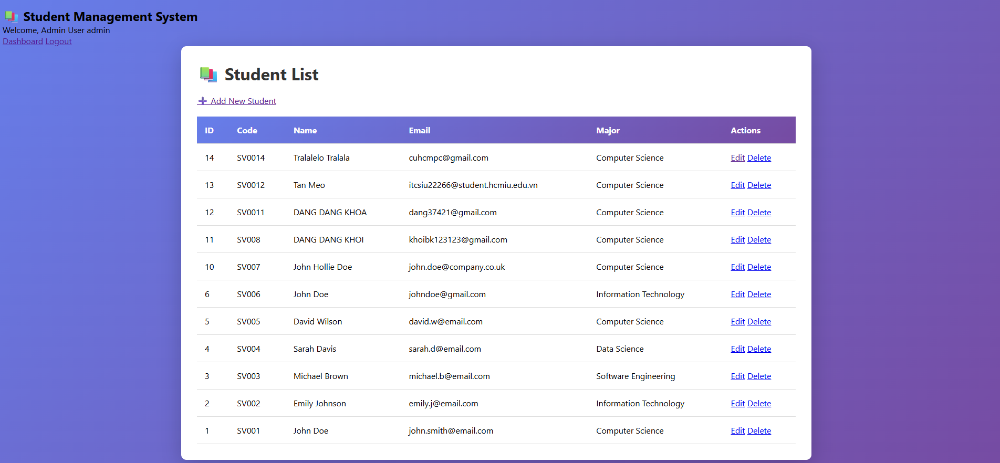 Student Management System
Welcome, Admin User admin
Dashboard Logout
Student List
Add New Student
ID Code Name Email Major Actions
14 SV0014 Tralalelo Tralala cuhcmpc@gmail.com Computer Science Edit Delete
13 SV0012 Tan Meo itcsiu22266@student.hcmiu.edu.vn Computer Science Edit Delete
12 SV0011 DANG DANG KHOA dang37421@gmail.com Computer Science Edit Delete
11 SV008 DANG DANG KHOI khoibk123123@gmail.com Computer Science Edit Delete
10 SV007 John Hollie Doe john.doe@company.co.uk Computer Science Edit Delete
6 SV006 John Doe johndoe@gmail.com Information Technology Edit Delete
5 SV005 David Wilson david.w@email.com Computer Science Edit Delete
4 SV004 Sarah Davis sarah.d@email.com Data Science Edit Delete
3 SV003 Michael Brown michael.b@email.com Software Engineering Edit Delete
2 SV002 Emily Johnson emily.j@email.com Information Technology Edit Delete
1 SV001 John Doe john.smith@email.com Computer Science Edit Delete